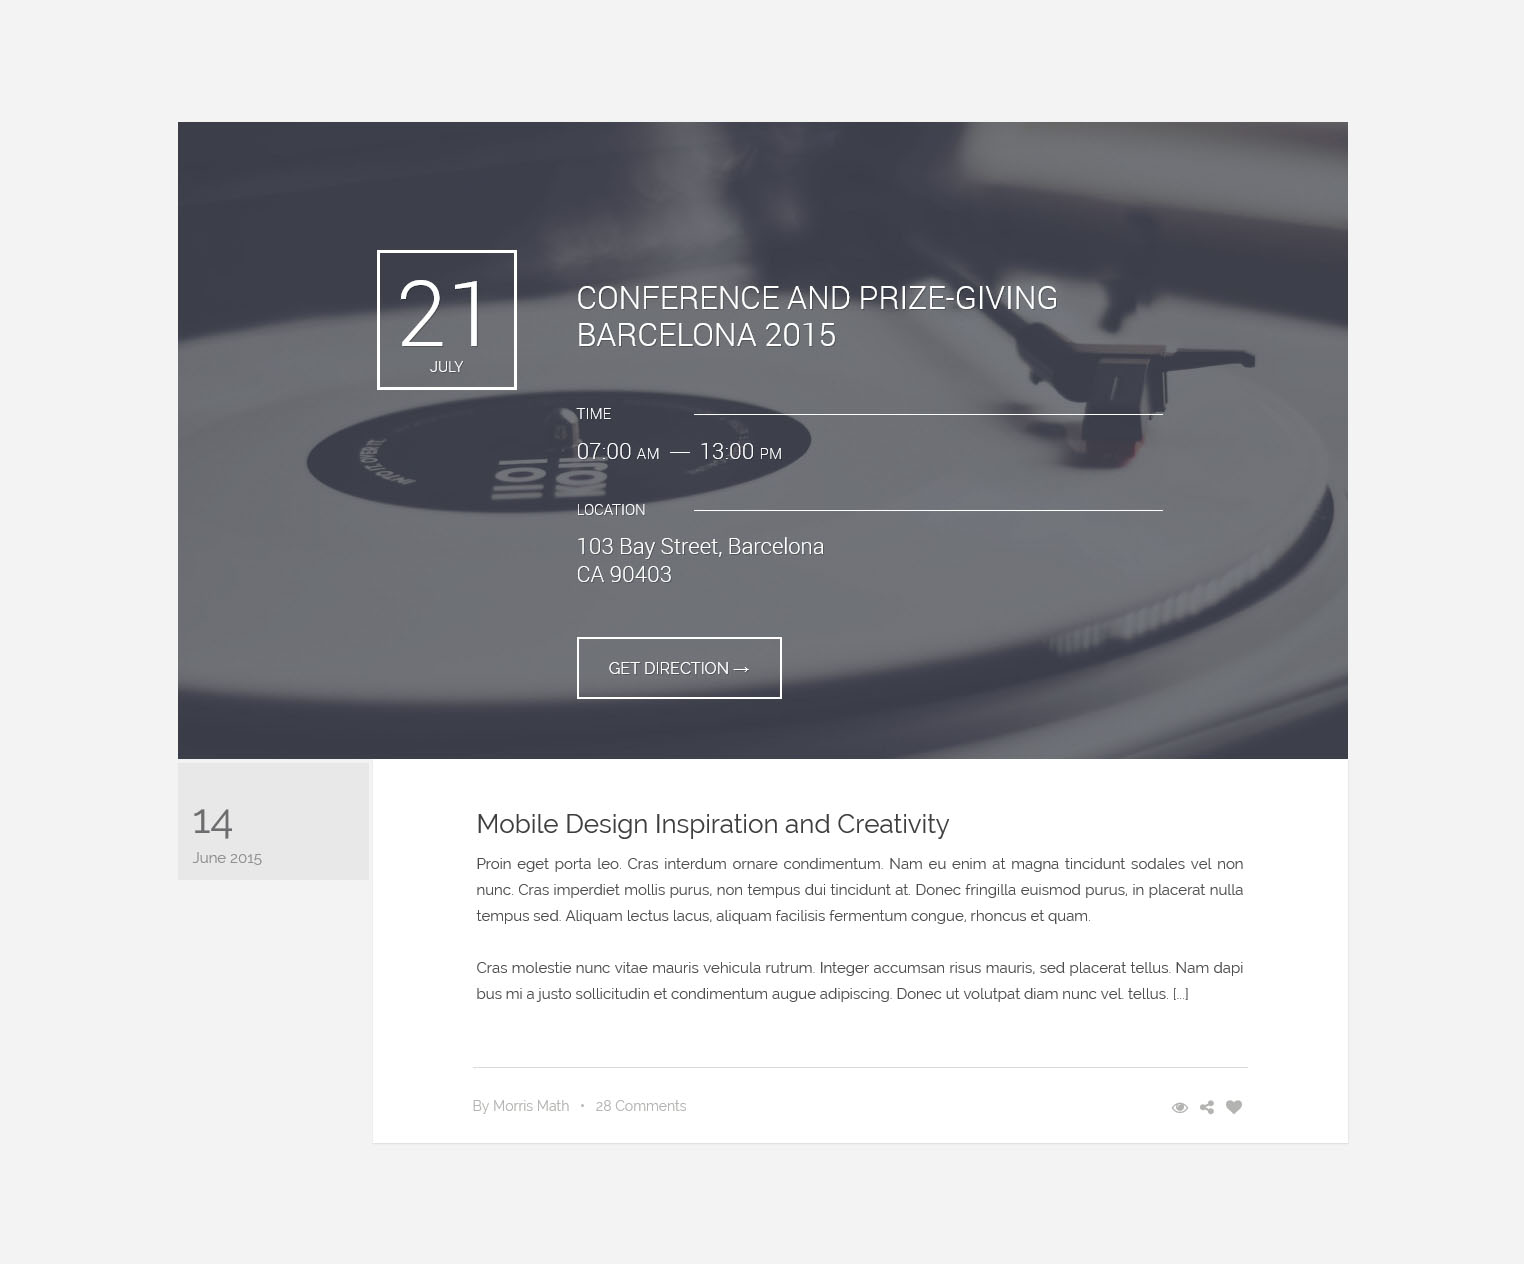 21
JULY
CONFERENCE AND PRIZE-GIVING
BARCELONA 2015
TIME
07:00 AM — 13:00 PM
LOCATION
103 Bay Street, Barcelona
CA 90403
GET DIRECTION →
14
June 2015
Mobile Design Inspiration and Creativity
Proin eget porta leo. Cras interdum ornare condimentum. Nam eu enim at magna tincidunt sodales vel non
nunc. Cras imperdiet mollis purus, non tempus dui tincidunt at. Donec fringilla euismod purus, in placerat nulla
tempus sed. Aliquam lectus lacus, aliquam facilisis fermentum congue, rhoncus et quam.
Cras molestie nunc vitae mauris vehicula rutrum. Integer accumsan risus mauris, sed placerat tellus. Nam dapi
bus mi a justo sollicitudin et condimentum augue adipiscing. Donec ut volutpat diam nunc vel. tellus. [...]
By Morris Math • 28 Comments